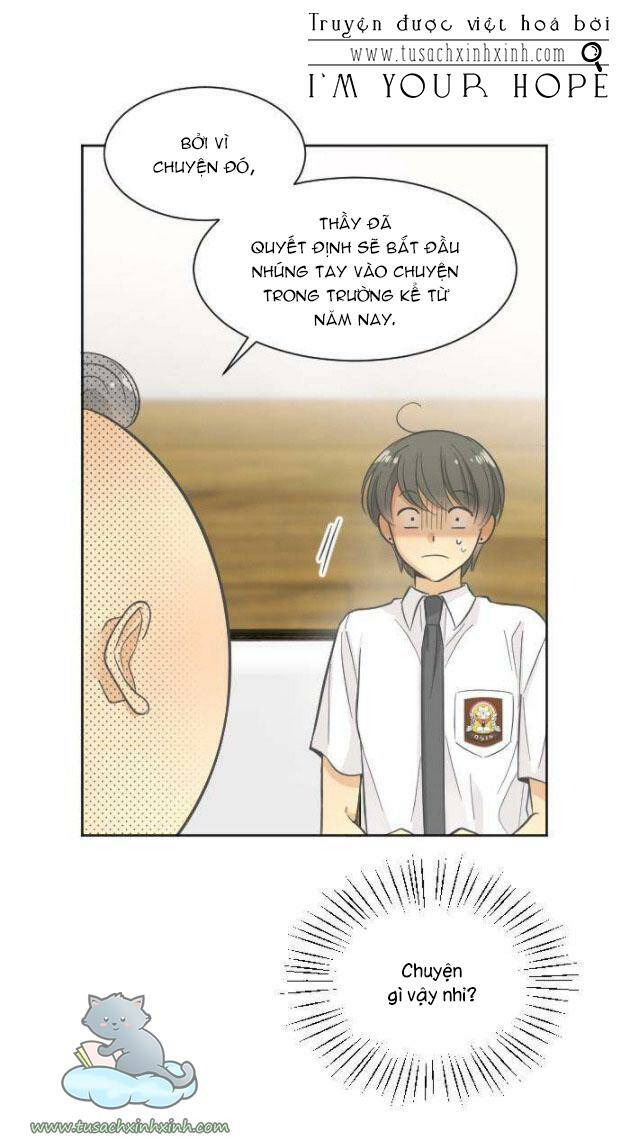 Truyện được việt hoá bởi
www.tusachxinhxinh.com
I'M YOUR HOPE
BỞI VÌ
CHUYỆN ĐÓ,
THẦY ĐÃ
QUYẾT ĐỊNH SẼ BẮT ĐẦU
NHÚNG TAY VÀO CHUYỆN
TRONG TRƯỜNG KỂ TỪ
NĂM NAY.
Chuyện
gì vậy nhỉ?
www.tusachxinhxinh.com